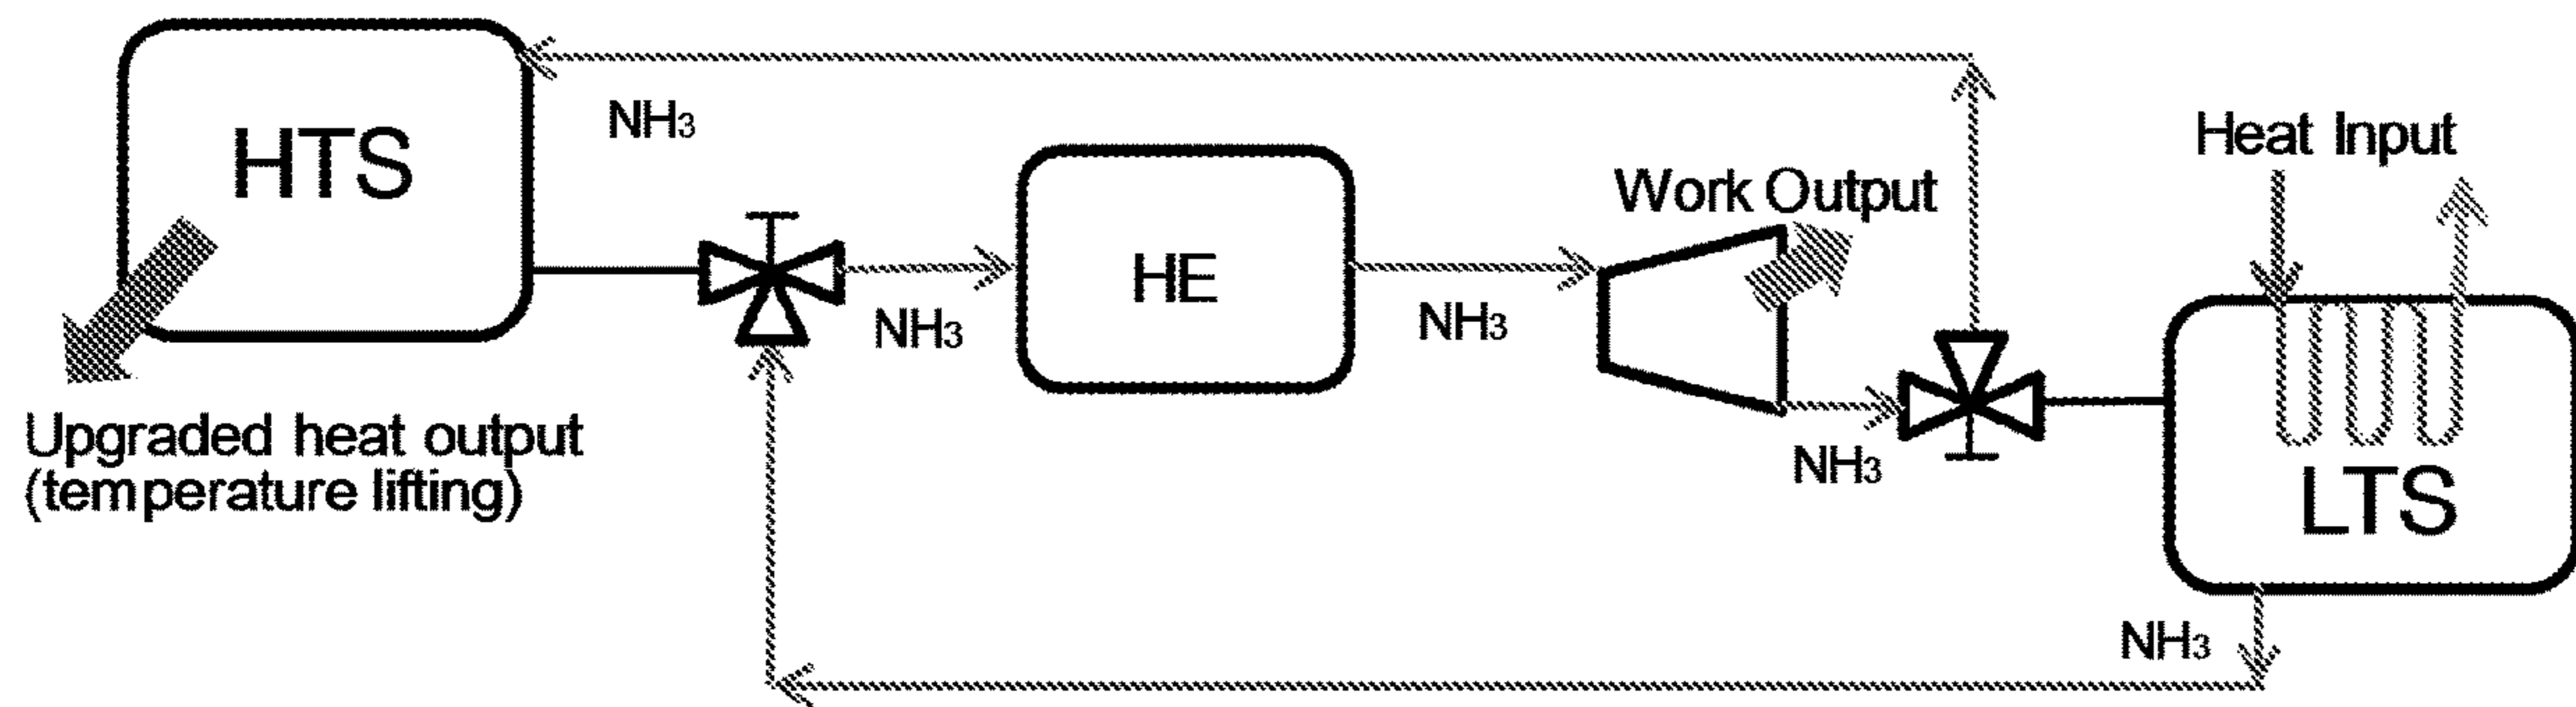 HTS
NH₃
Heat Input
Work Output
HE
NH₃
NH₃
Upgraded heat output
(temperature lifting)
NH₃
LTS
NH₃